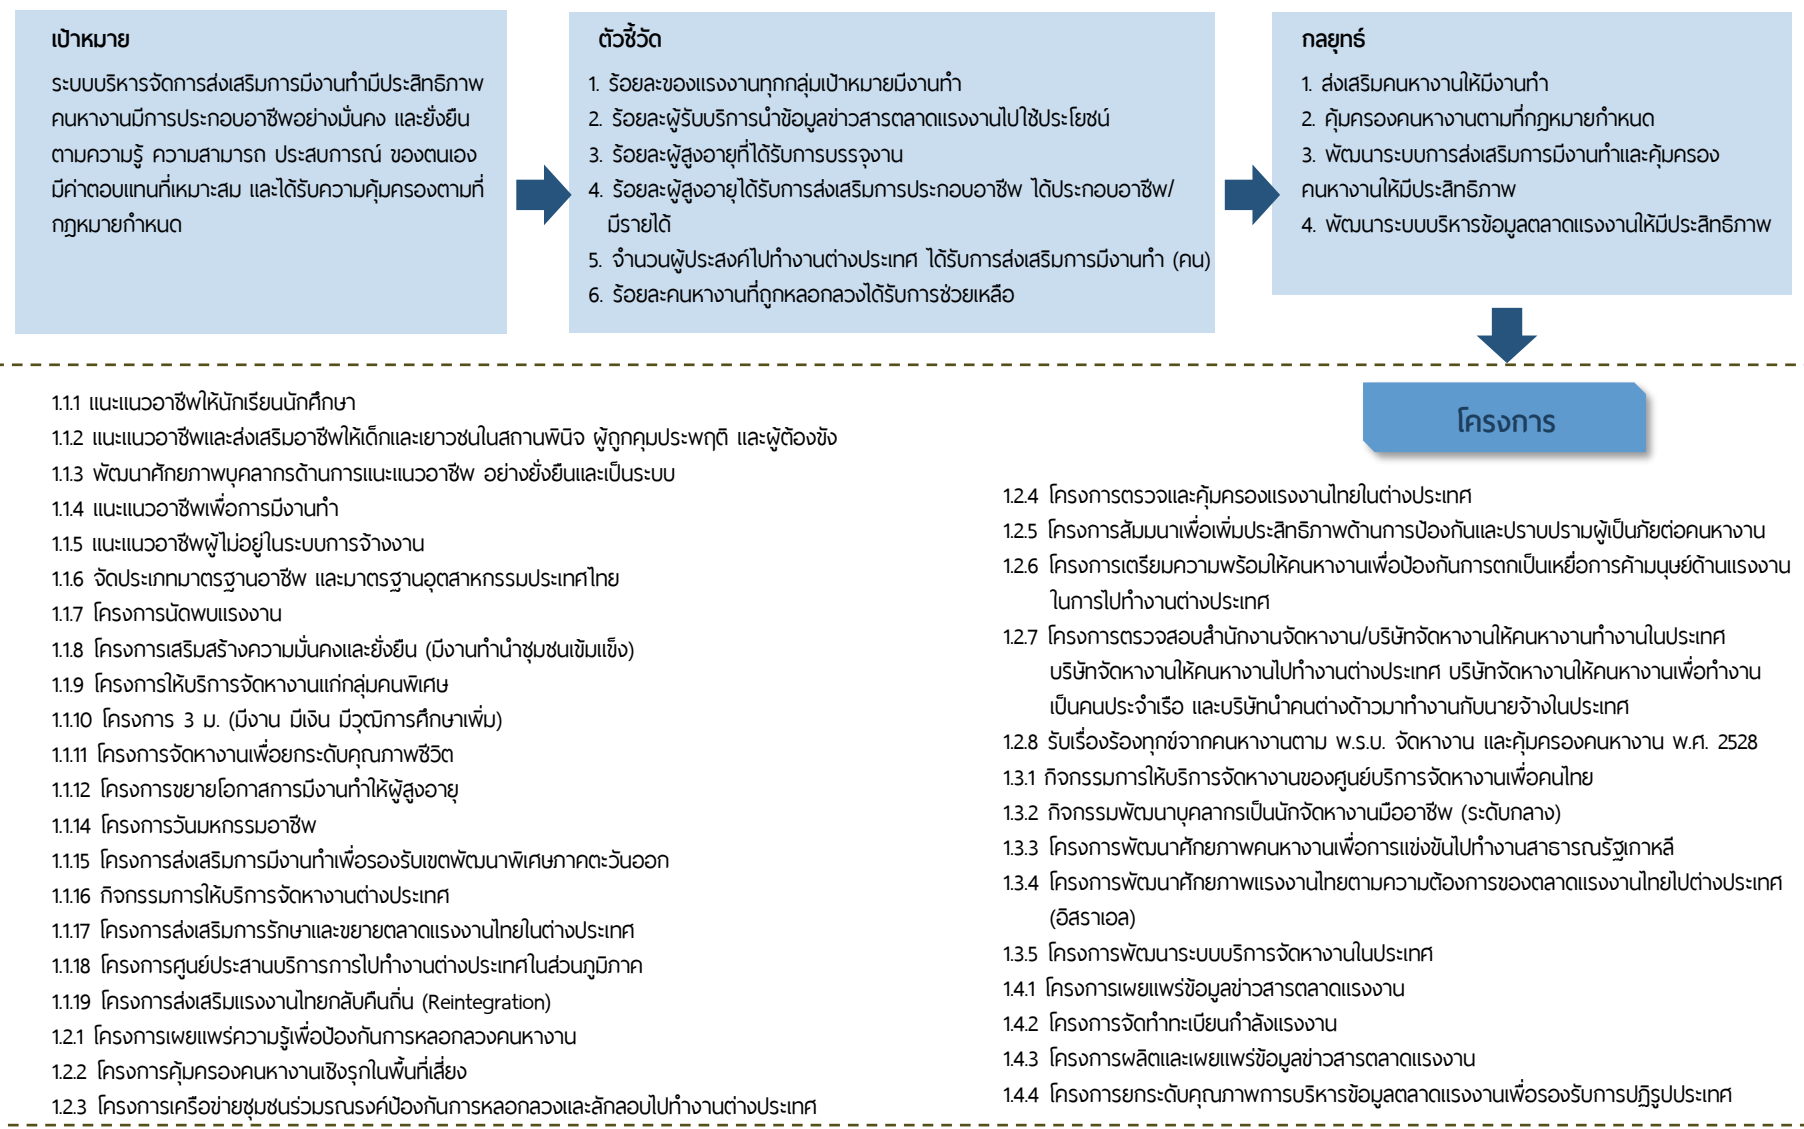 เป้าหมาย
ระบบบริหารจัดการส่งเสริมการมีงานทำมีประสิทธิภาพ
คนหางานมีการประกอบอาชีพอย่างมั่นคง และยั่งยืน
ตามความรู้ ความสามารถ ประสบการณ์ ของตนเอง
มีค่าตอบแทนที่เหมาะสม และได้รับความคุ้มครองตามที่
กฎหมายกำหนด
ตัวชี้วัด
1. ร้อยละของแรงงานทุกกลุ่มเป้าหมายมีงานทำ
2. ร้อยละผู้รับบริการนำข้อมูลข่าวสารตลาดแรงงานไปใช้ประโยชน์
3. ร้อยละผู้สูงอายุที่ได้รับการบรรจุงาน
4. ร้อยละผู้สูงอายุได้รับการส่งเสริมการประกอบอาชีพ ได้ประกอบอาชีพ/
มีรายได้
5. จำนวนผู้ประสงค์ไปทำงานต่างประเทศ ได้รับการส่งเสริมการมีงานทำ (คน)
6. ร้อยละคนหางานที่ถูกหลอกลวงได้รับการช่วยเหลือ
กลยุทธ์
1. ส่งเสริมคนหางานให้มีงานทำ
2. คุ้มครองคนหางานตามที่กฎหมายกำหนด
3. พัฒนาระบบการส่งเสริมการมีงานทำและคุ้มครอง
คนหางานให้มีประสิทธิภาพ
4. พัฒนาระบบบริหารข้อมูลตลาดแรงงานให้มีประสิทธิภาพ
โครงการ
1.1.1 แนะแนวอาชีพให้นักเรียนนักศึกษา
1.1.2 แนะแนวอาชีพและส่งเสริมอาชีพให้เด็กและเยาวชนในสถานพินิจ ผู้ถูกคุมประพฤติ และผู้ต้องขัง
1.1.3 พัฒนาศักยภาพบุคลากรด้านการแนะแนวอาชีพ อย่างยั่งยืนและเป็นระบบ
1.1.4 แนะแนวอาชีพเพื่อการมีงานทำ
1.1.5 แนะแนวอาชีพผู้ไม่อยู่ในระบบการจ้างงาน
1.1.6 จัดประเภทมาตรฐานอาชีพ และมาตรฐานอุตสาหกรรมประเทศไทย
1.1.7 โครงการนัดพบแรงงาน
1.1.8 โครงการเสริมสร้างความมั่นคงและยั่งยืน (มีงานทำนำชุมชนเข้มแข็ง)
1.1.9 โครงการให้บริการจัดหางานแก่กลุ่มคนพิเศษ
1.1.10 โครงการ 3 ม. (มีงาน มีเงิน มีวุฒิการศึกษาเพิ่ม)
1.1.11 โครงการจัดหางานเพื่อยกระดับคุณภาพชีวิต
1.1.12 โครงการขยายโอกาสการมีงานทำให้ผู้สูงอายุ
1.1.14 โครงการวันมหกรรมอาชีพ
1.1.15 โครงการส่งเสริมการมีงานทำเพื่อรองรับเขตพัฒนาพิเศษภาคตะวันออก
1.1.16 กิจกรรมการให้บริการจัดหางานต่างประเทศ
1.1.17 โครงการส่งเสริมการรักษาและขยายตลาดแรงงานไทยในต่างประเทศ
1.1.18 โครงการศูนย์ประสานบริการการไปทำงานต่างประเทศในส่วนภูมิภาค
1.1.19 โครงการส่งเสริมแรงงานไทยกลับคืนถิ่น (Reintegration)
1.2.1 โครงการเผยแพร่ความรู้เพื่อป้องกันการหลอกลวงคนหางาน
1.2.2 โครงการคุ้มครองคนหางานเชิงรุกในพื้นที่เสี่ยง
1.2.3 โครงการเครือข่ายชุมชนร่วมรณรงค์ป้องกันการหลอกลวงและลักลอบไปทำงานต่างประเทศ
1.2.4 โครงการตรวจและคุ้มครองแรงงานไทยในต่างประเทศ
1.2.5 โครงการสัมมนาเพื่อเพิ่มประสิทธิภาพด้านการป้องกันและปราบปรามผู้เป็นภัยต่อคนหางาน
1.2.6 โครงการเตรียมความพร้อมให้คนหางานเพื่อป้องกันการตกเป็นเหยื่อการค้ามนุษย์ด้านแรงงาน
ในการไปทำงานต่างประเทศ
1.2.7 โครงการตรวจสอบสำนักงานจัดหางาน/บริษัทจัดหางานให้คนหางานทำงานในประเทศ
บริษัทจัดหางานให้คนหางานไปทำงานต่างประเทศ บริษัทจัดหางานให้คนหางานเพื่อทำงาน
เป็นคนประจำเรือ และบริษัทนำคนต่างด้าวมาทำงานกับนายจ้างในประเทศ
1.2.8 รับเรื่องร้องทุกข์จากคนหางานตาม พ.ร.บ. จัดหางาน และคุ้มครองคนหางาน พ.ศ. 2528
1.3.1 กิจกรรมการให้บริการจัดหางานของศูนย์บริการจัดหางานเพื่อคนไทย
1.3.2 กิจกรรมพัฒนาบุคลากรเป็นนักจัดหางานมืออาชีพ (ระดับกลาง)
1.3.3 โครงการพัฒนาศักยภาพคนหางานเพื่อการแข่งขันไปทำงานสาธารณรัฐเกาหลี
1.3.4 โครงการพัฒนาศักยภาพแรงงานไทยตามความต้องการของตลาดแรงงานไทยไปต่างประเทศ
(อิสราเอล)
1.3.5 โครงการพัฒนาระบบบริการจัดหางานในประเทศ
1.4.1 โครงการเผยแพร่ข้อมูลข่าวสารตลาดแรงงาน
1.4.2 โครงการจัดทำทะเบียนกำลังแรงงาน
1.4.3 โครงการผลิตและเผยแพร่ข้อมูลข่าวสารตลาดแรงงาน
1.4.4 โครงการยกระดับคุณภาพการบริหารข้อมูลตลาดแรงงานเพื่อรองรับการปฏิรูปประเทศ